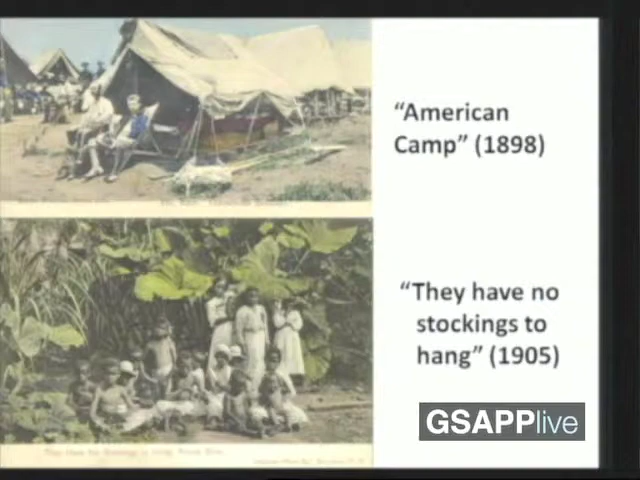 “American
Camp” (1898)
“They have no
stockings to
hang” (1905)
GSAPPlive